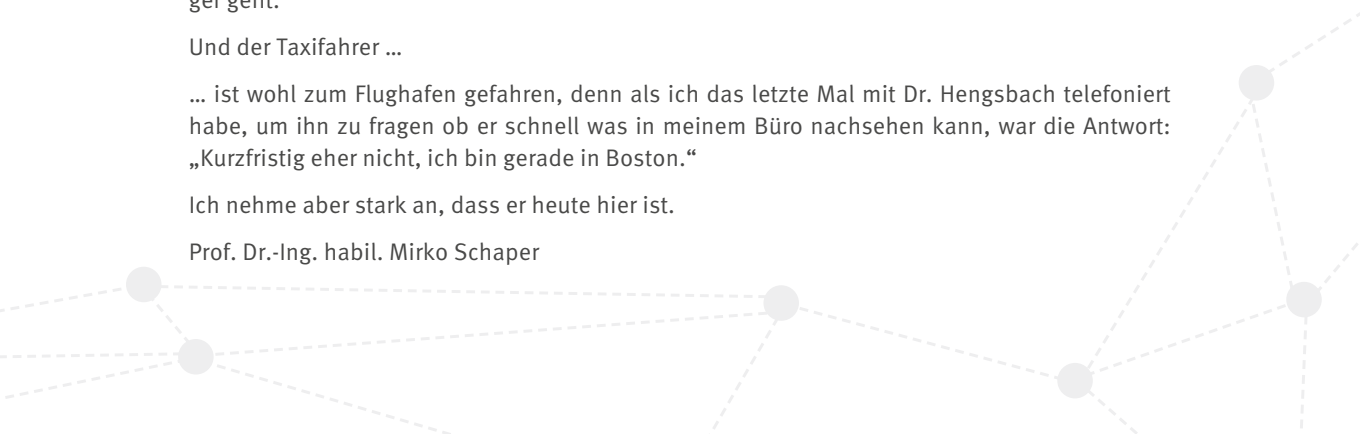 ger geht.
Und der Taxifahrer …
… ist wohl zum Flughafen gefahren, denn als ich das letzte Mal mit Dr. Hengsbach telefoniert
habe, um ihn zu fragen ob er schnell was in meinem Büro nachsehen kann, war die Antwort:
„Kurzfristig eher nicht, ich bin gerade in Boston.“
Ich nehme aber stark an, dass er heute hier ist.
Prof. Dr.-Ing. habil. Mirko Schaper